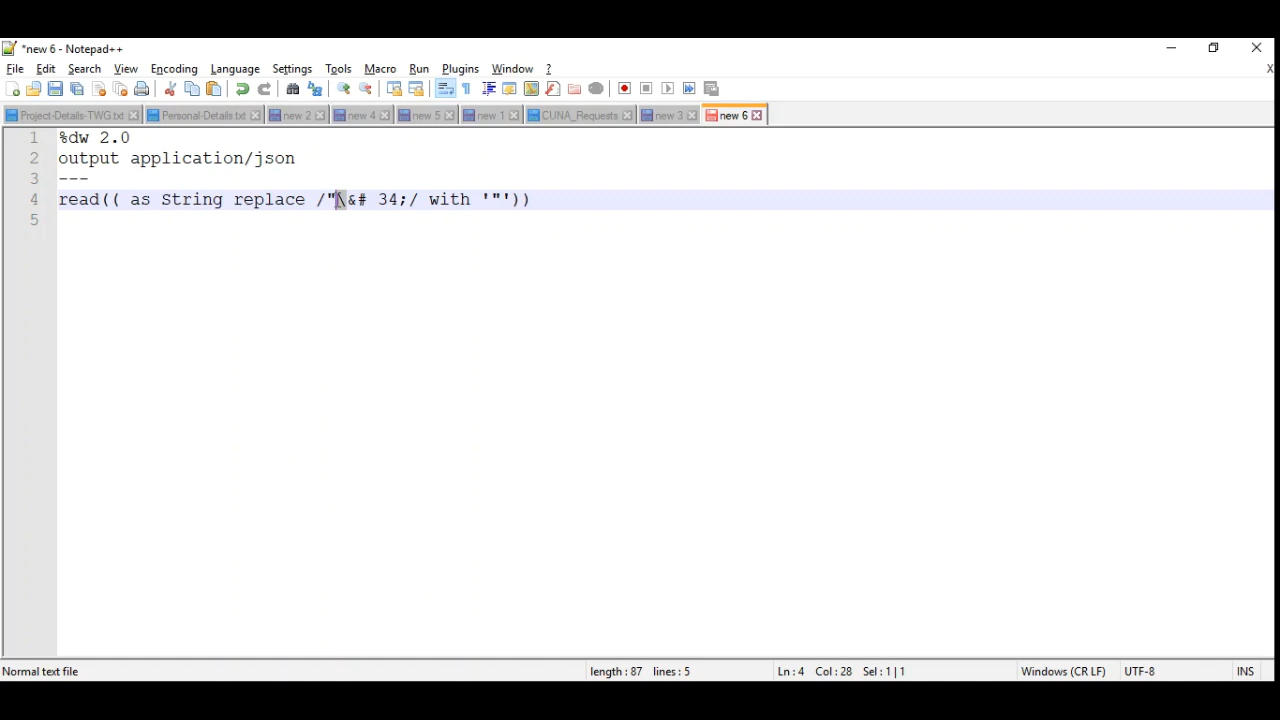 *new 6 - Notepad++
File Edit Search View Encoding Language Settings Tools Macro Run Plugins Window ? X
Project-Details-TWG.txt Personal-Details.txt new 2 new 4 new 5 new 1 CUNA_Requests new 3 new 6
1 %dw 2.0
2 output application/json
3 ---
4 read(( as String replace /"\&# 34;/ with '"'))
5
Normal text file length : 87 lines : 5 Ln : 4 Col : 28 Sel : 1 | 1 Windows (CR LF) UTF-8 INS